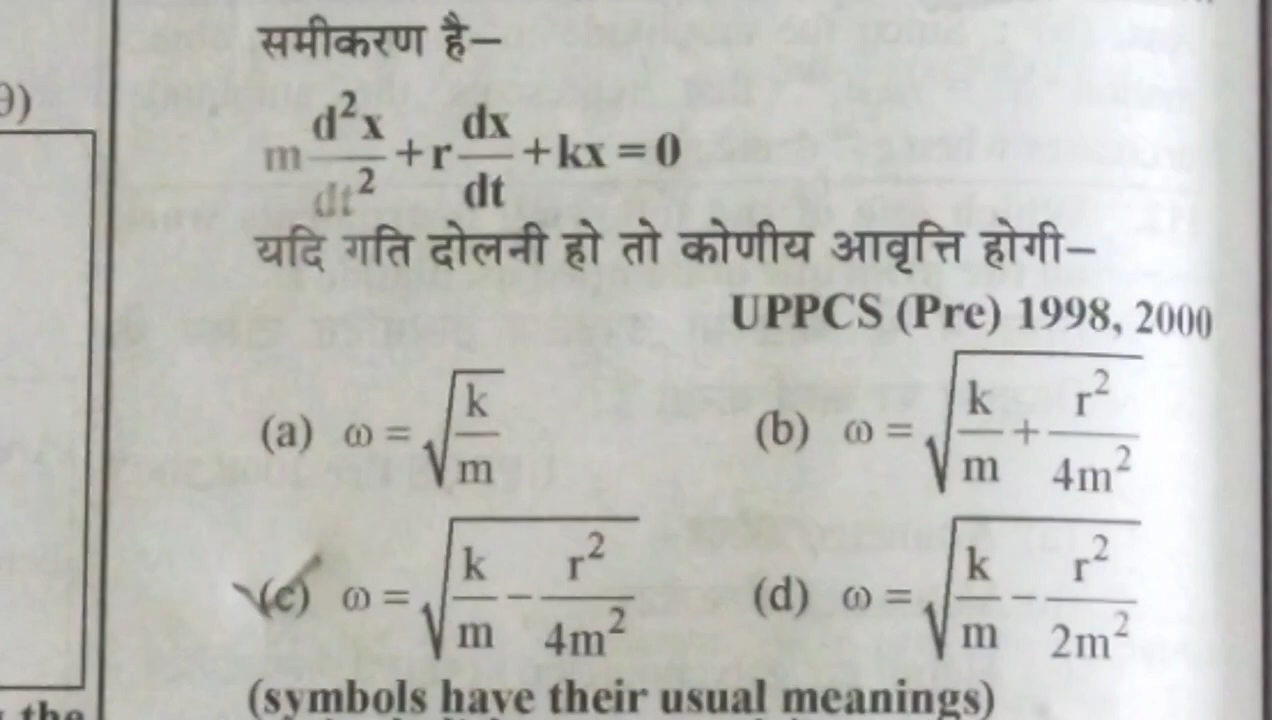 समीकरण है–
m d²x/dt² + r dx/dt + kx = 0
यदि गति दोलनी हो तो कोणीय आवृत्ति होगी–
UPPCS (Pre) 1998, 2000
(a) ω = √(k/m) (b) ω = √(k/m + r²/4m²)
(c) ω = √(k/m − r²/4m²) (d) ω = √(k/m − r²/2m²)
(symbols have their usual meanings)
the